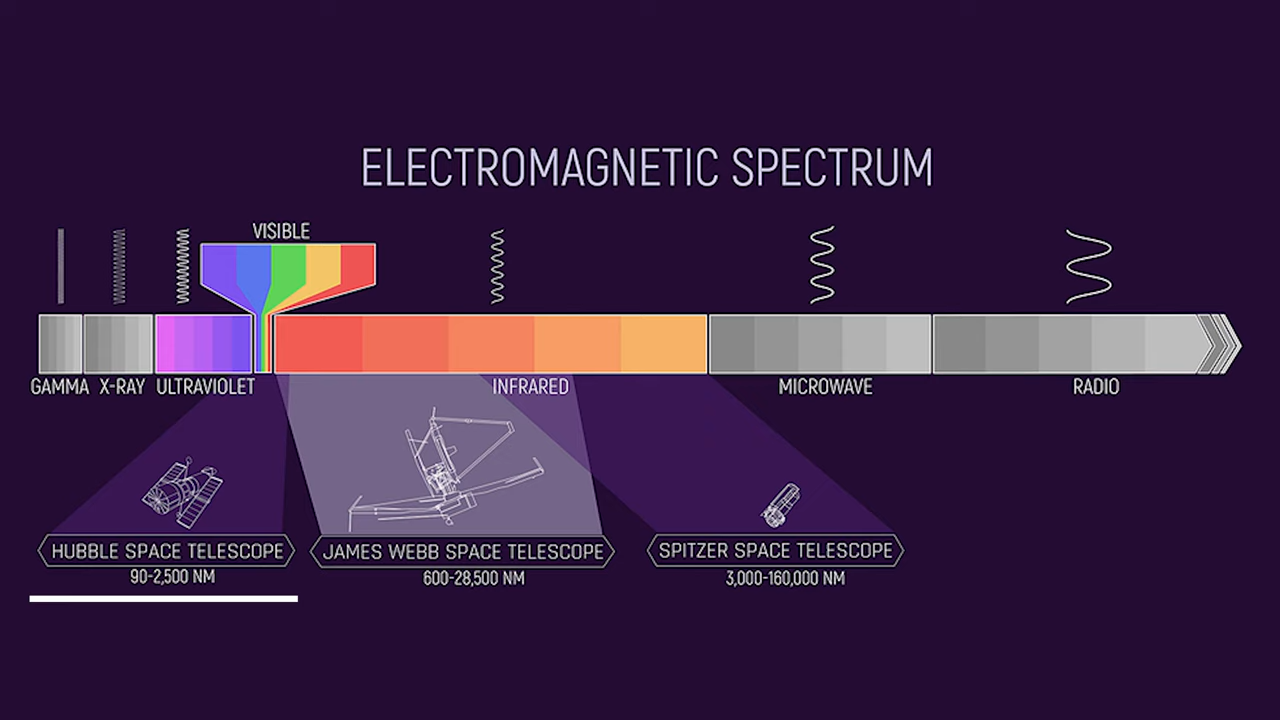 ELECTROMAGNETIC SPECTRUM
VISIBLE
GAMMA X-RAY ULTRAVIOLET INFRARED MICROWAVE RADIO
HUBBLE SPACE TELESCOPE
90-2,500 NM
JAMES WEBB SPACE TELESCOPE
600-28,500 NM
SPITZER SPACE TELESCOPE
3,000-160,000 NM